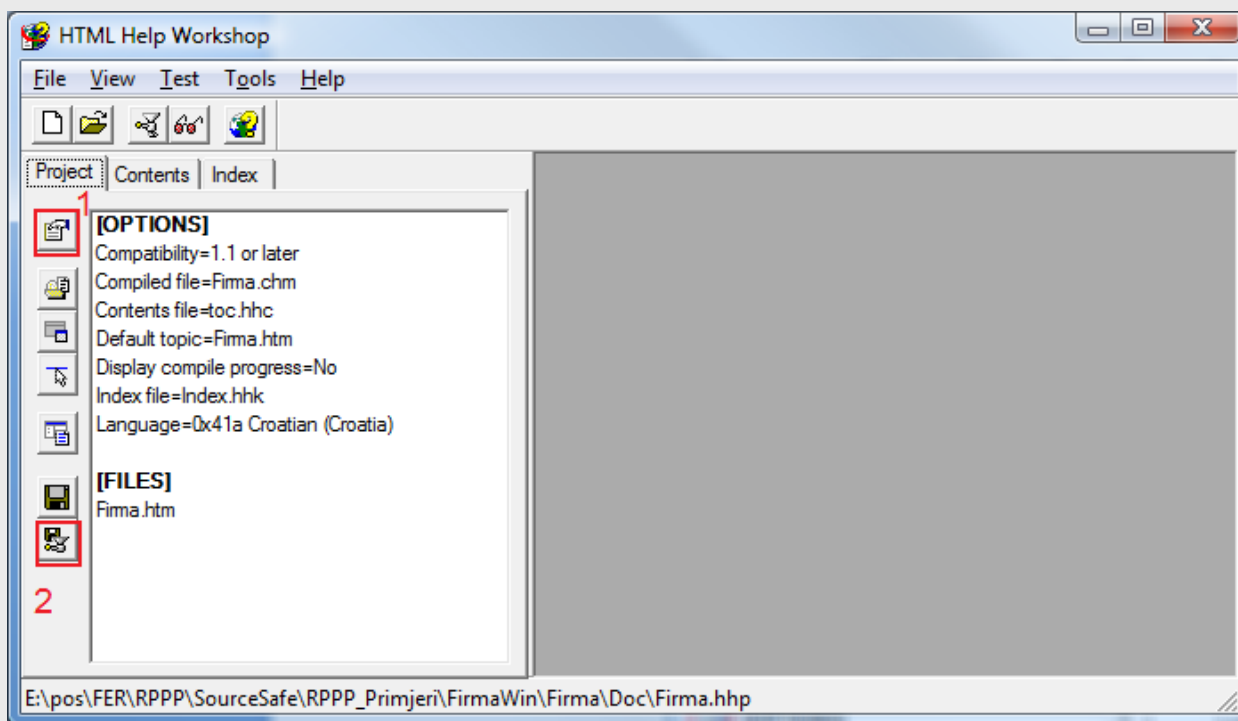 HTML Help Workshop
File View Test Tools Help
Project Contents Index
1
[OPTIONS]
Compatibility=1.1 or later
Compiled file=Firma.chm
Contents file=toc.hhc
Default topic=Firma.htm
Display compile progress=No
Index file=Index.hhk
Language=0x41a Croatian (Croatia)
[FILES]
Firma.htm
2
E:\pos\FER\RPPP\SourceSafe\RPPP_Primjeri\FirmaWin\Firma\Doc\Firma.hhp